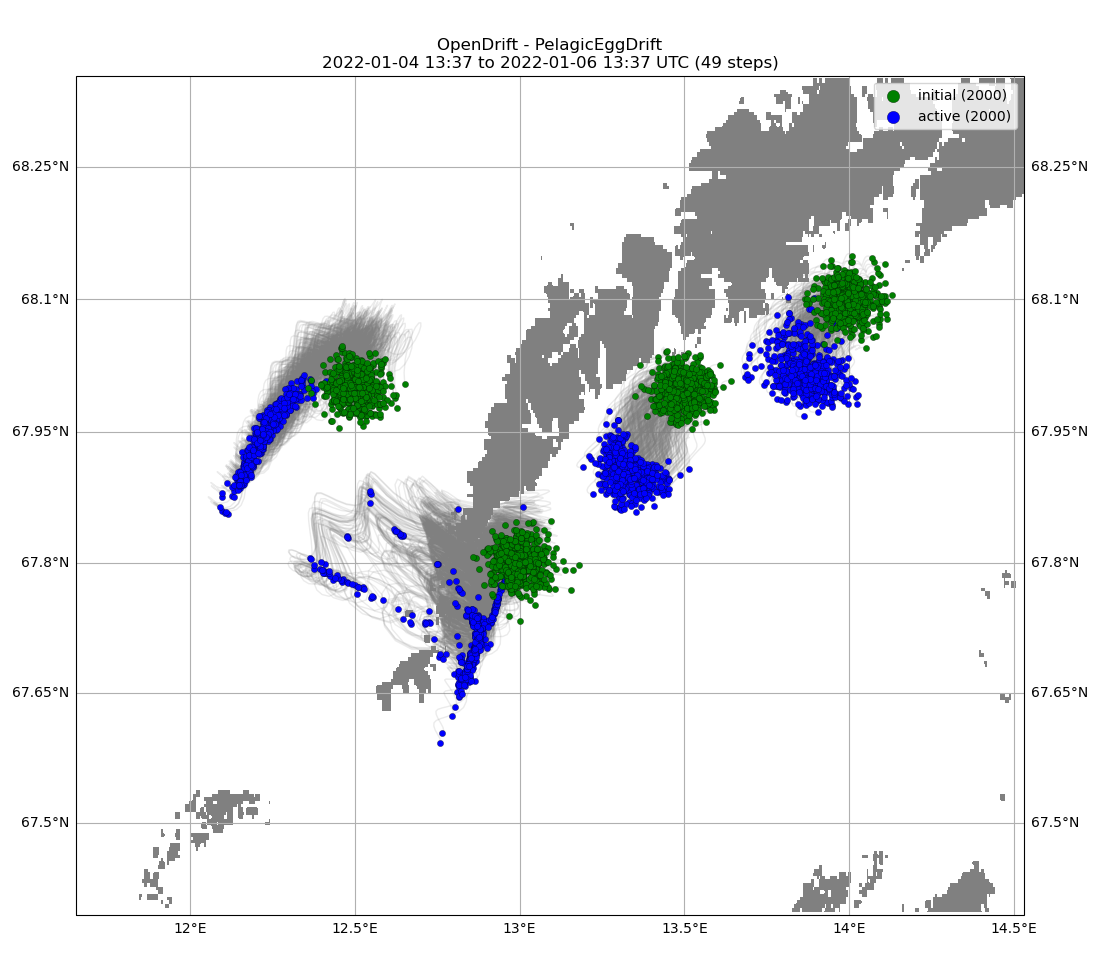 OpenDrift - PelagicEggDrift
2022-01-04 13:37 to 2022-01-06 13:37 UTC (49 steps)
initial (2000)
active (2000)
68.25°N
68.25°N
68.1°N
68.1°N
67.95°N
67.95°N
67.8°N
67.8°N
67.65°N
67.65°N
67.5°N
67.5°N
12°E
12.5°E
13°E
13.5°E
14°E
14.5°E